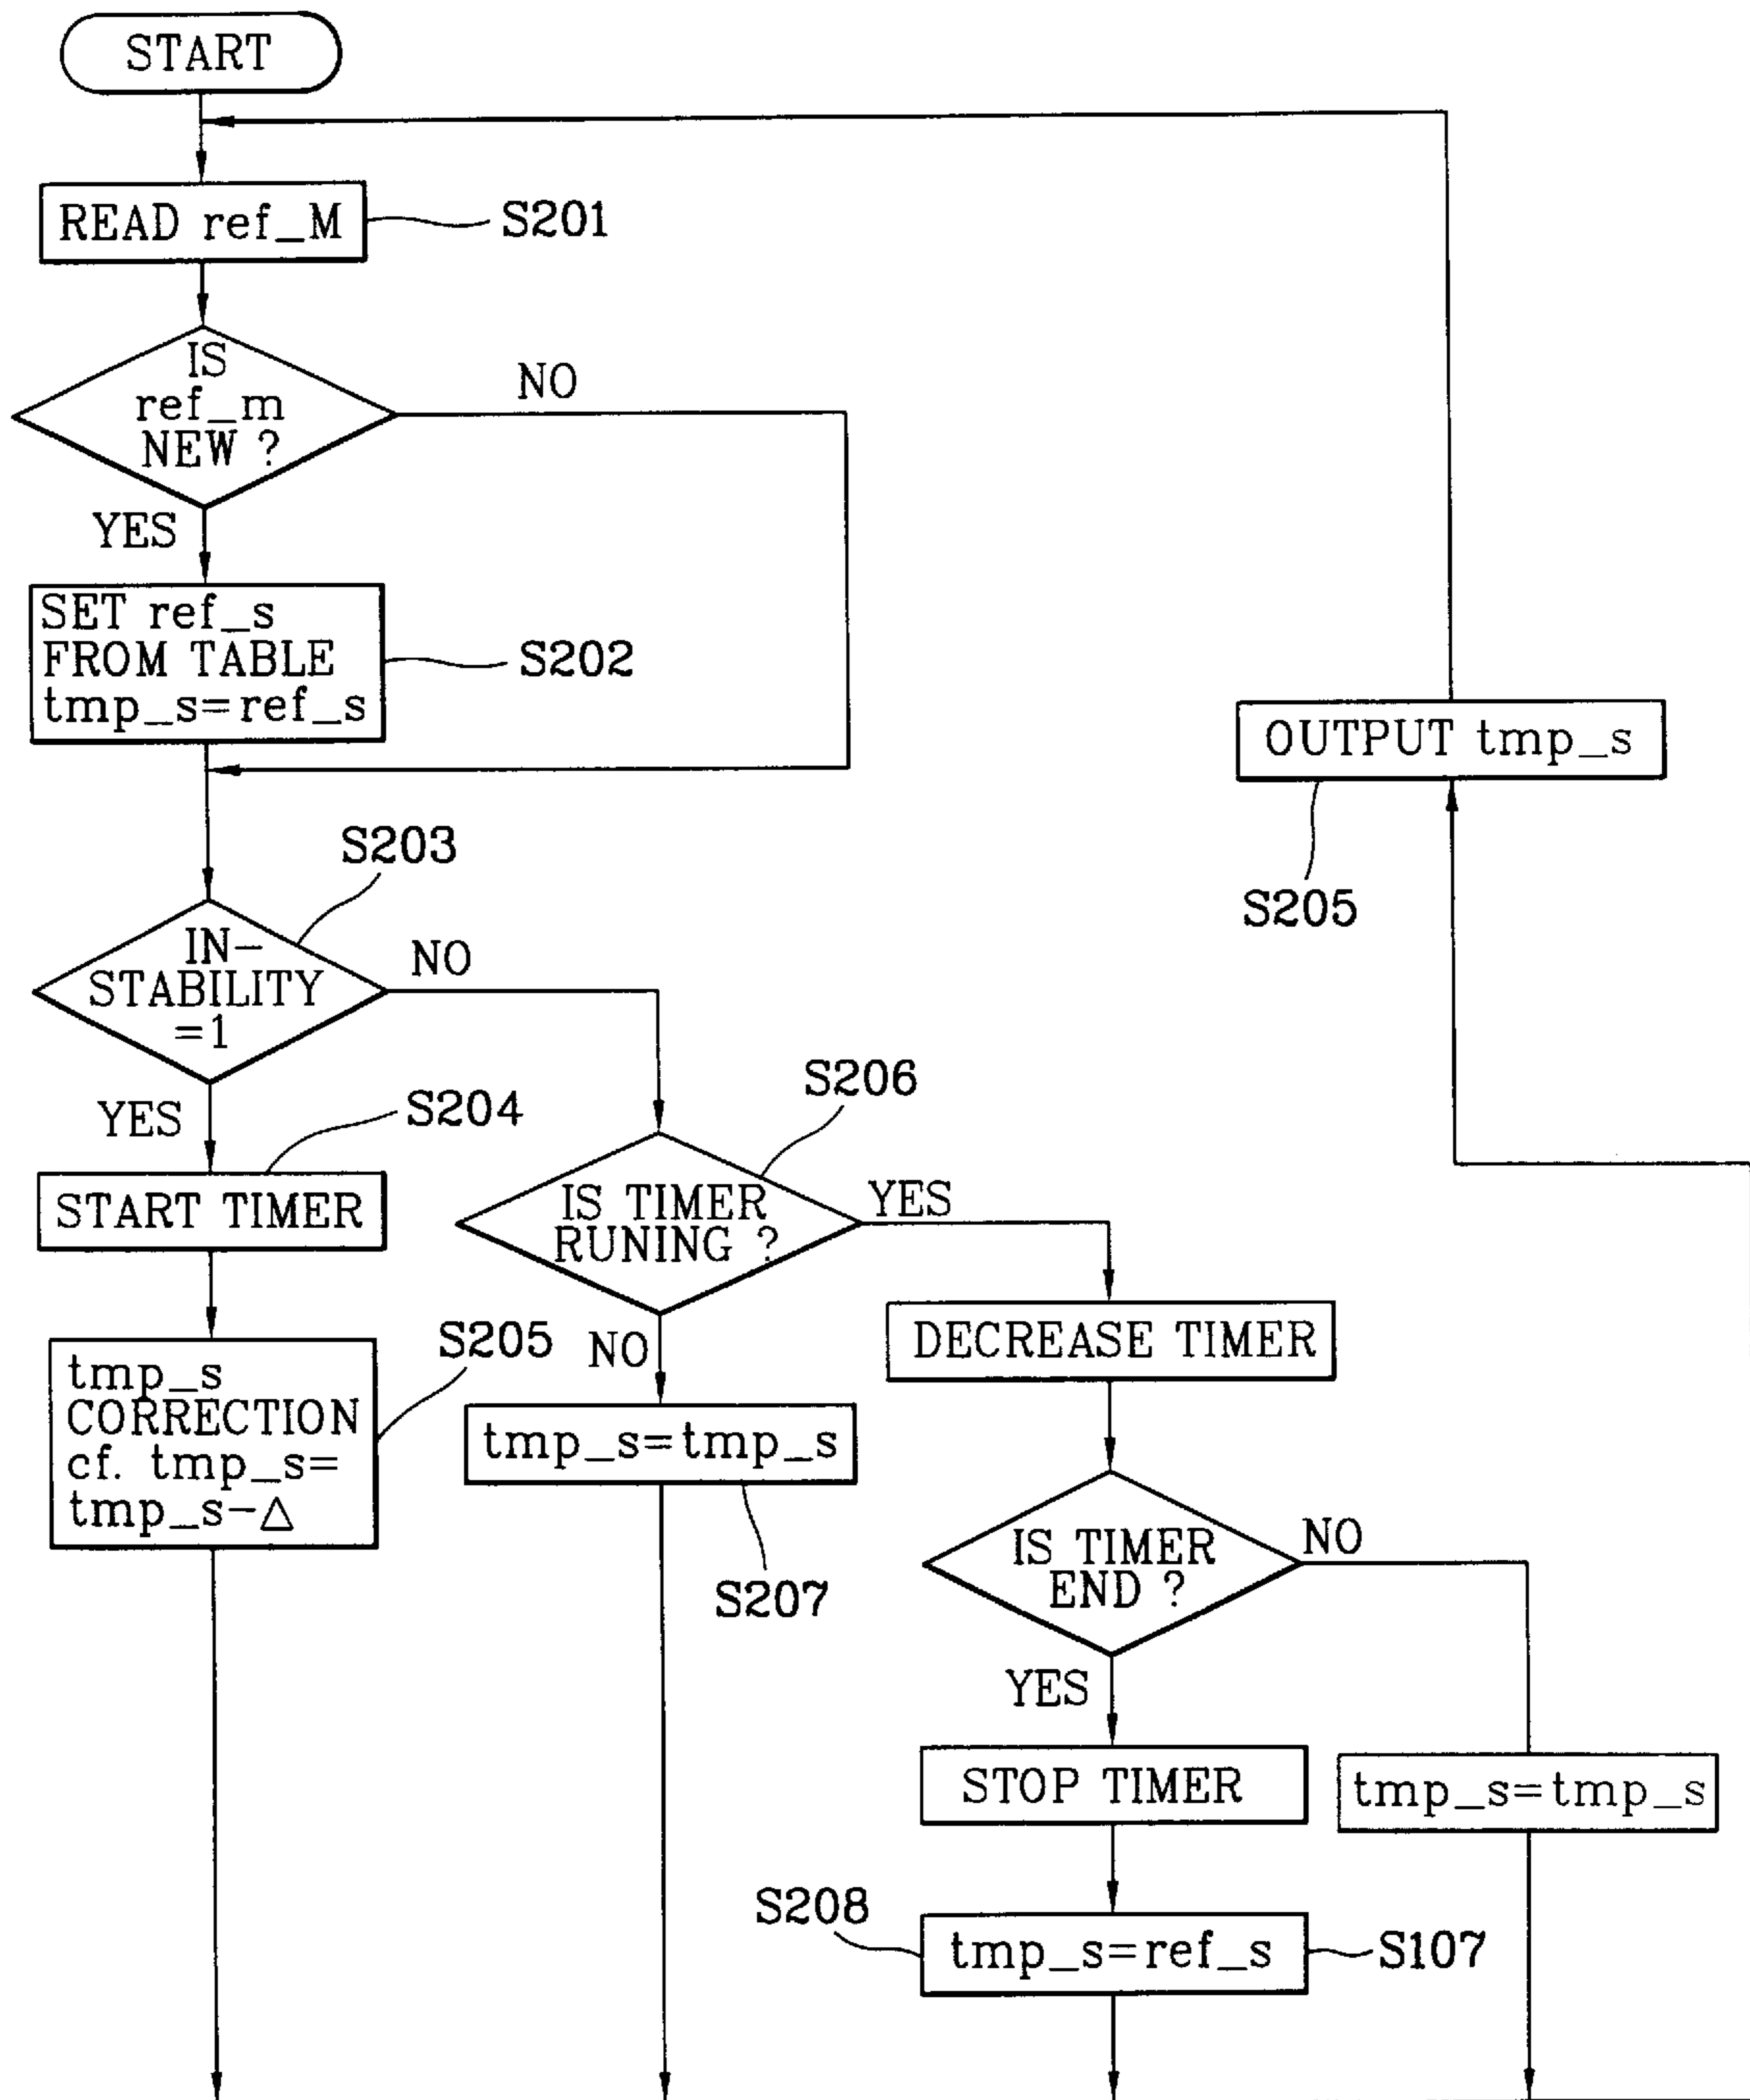 START
READ ref_M
S201
IS
ref_m
NEW ?
NO
YES
SET ref_s
FROM TABLE
tmp_s=ref_s
S202
OUTPUT tmp_s
S205
S203
IN-
STABILITY
=1
NO
YES
S204
START TIMER
S206
IS TIMER
RUNING ?
YES
NO
DECREASE TIMER
S205
tmp_s
CORRECTION
cf. tmp_s=
tmp_s-△
tmp_s=tmp_s
S207
IS TIMER
END ?
NO
YES
STOP TIMER
tmp_s=tmp_s
S208
tmp_s=ref_s
S107